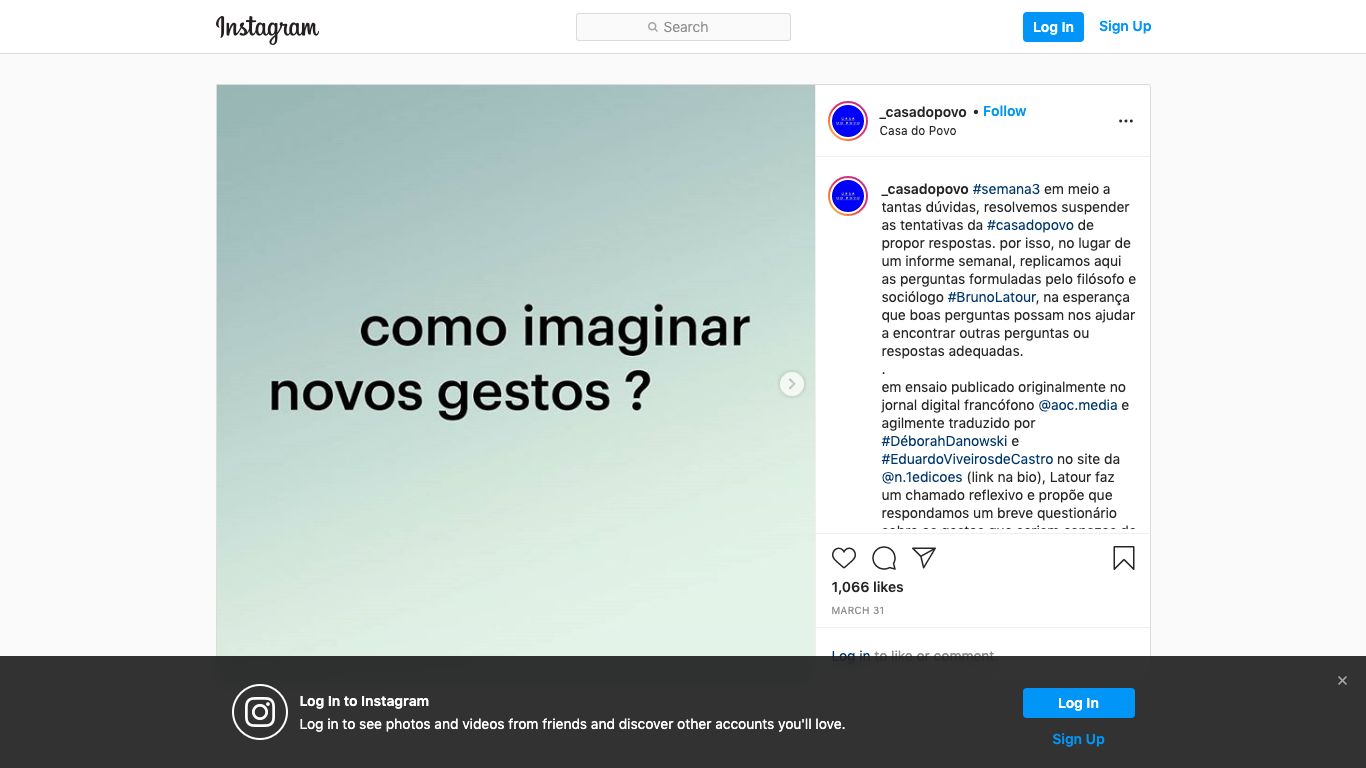 Instagram
Search
Log In
Sign Up
como imaginar
novos gestos ?
_casadopovo • Follow
Casa do Povo
_casadopovo #semana3 em meio a
tantas dúvidas, resolvemos suspender
as tentativas da #casadopovo de
propor respostas. por isso, no lugar de
um informe semanal, replicamos aqui
as perguntas formuladas pelo filósofo e
sociólogo #BrunoLatour, na esperança
que boas perguntas possam nos ajudar
a encontrar outras perguntas ou
respostas adequadas.
.
em ensaio publicado originalmente no
jornal digital francófono @aoc.media e
agilmente traduzido por
#DéborahDanowski e
#EduardoViveirosdeCastro no site da
@n.1edicoes (link na bio), Latour faz
um chamado reflexivo e propõe que
respondamos um breve questionário
1,066 likes
MARCH 31
Log in to like or comment.
Log In to Instagram
Log in to see photos and videos from friends and discover other accounts you'll love.
Log In
Sign Up